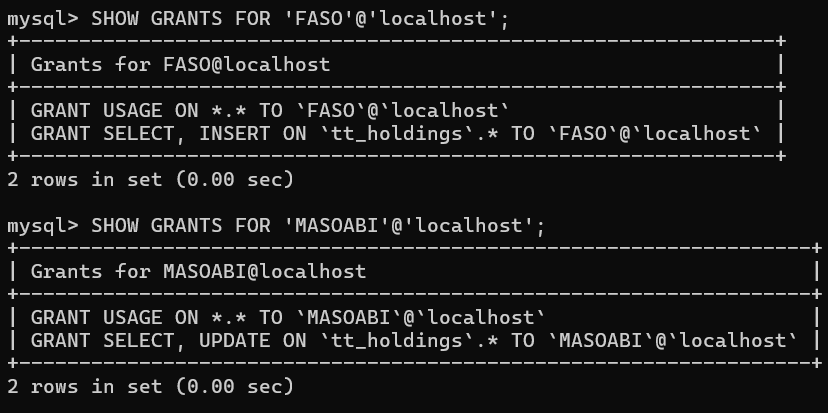 mysql> SHOW GRANTS FOR 'FASO'@'localhost';
+---------------------------------------------------------------+
| Grants for FASO@localhost                                     |
+---------------------------------------------------------------+
| GRANT USAGE ON *.* TO `FASO`@`localhost`                      |
| GRANT SELECT, INSERT ON `tt_holdings`.* TO `FASO`@`localhost` |
+---------------------------------------------------------------+
2 rows in set (0.00 sec)

mysql> SHOW GRANTS FOR 'MASOABI'@'localhost';
+------------------------------------------------------------------+
| Grants for MASOABI@localhost                                     |
+------------------------------------------------------------------+
| GRANT USAGE ON *.* TO `MASOABI`@`localhost`                      |
| GRANT SELECT, UPDATE ON `tt_holdings`.* TO `MASOABI`@`localhost` |
+------------------------------------------------------------------+
2 rows in set (0.00 sec)